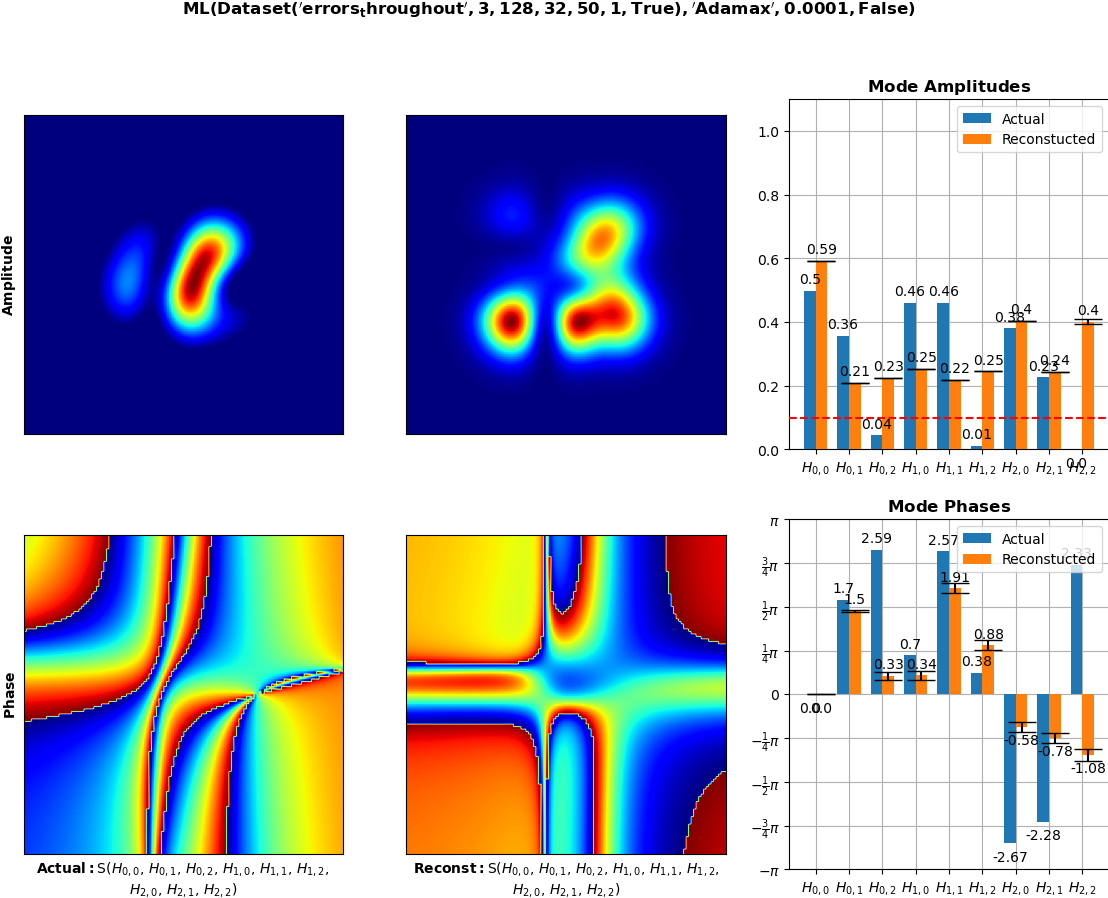 ML(Dataset('errors_throughout', 3, 128, 32, 50, 1, True), 'Adamax', 0.0001, False)
Amplitude
Mode Amplitudes
Actual
Reconstucted
1.0
0.8
0.6
0.4
0.2
0.0
0.5
0.59
0.36
0.21
0.04
0.23
0.46
0.25
0.46
0.22
0.01
0.25
0.38
0.4
0.23
0.24
0.0
0.4
H0,0 H0,1 H0,2 H1,0 H1,1 H1,2 H2,0 H2,1 H2,2
Phase
Actual: S(H0,0, H0,1, H0,2, H1,0, H1,1, H1,2,
H2,0, H2,1, H2,2)
Reconst: S(H0,0, H0,1, H0,2, H1,0, H1,1, H1,2,
H2,0, H2,1, H2,2)
Mode Phases
Actual
Reconstucted
π
3/4π
1/2π
1/4π
0
−1/4π
−1/2π
−3/4π
−π
0.0
0.0
1.7
1.5
2.59
0.33
0.7
0.34
2.57
1.91
0.38
0.88
-2.67
-0.58
-2.28
-0.78
2.33
-1.08
H0,0 H0,1 H0,2 H1,0 H1,1 H1,2 H2,0 H2,1 H2,2